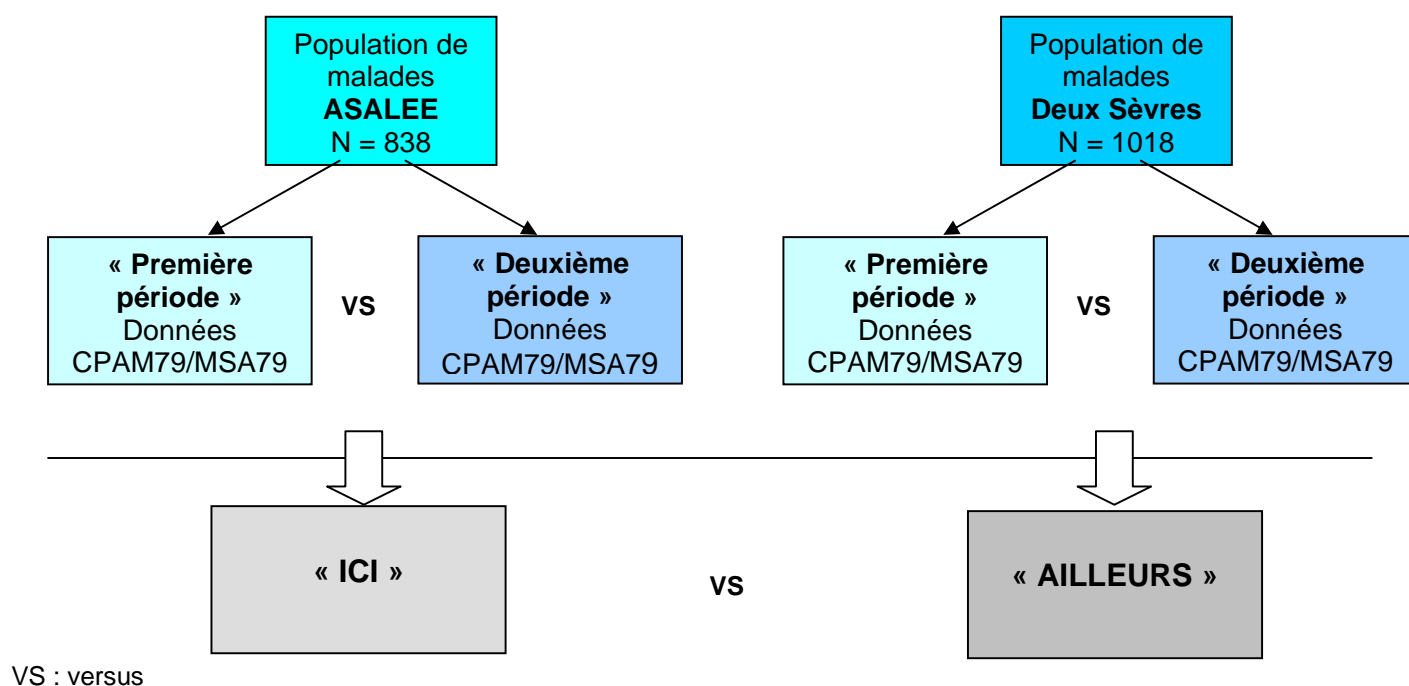 Population de
malades
ASALEE
N = 838
Population de
malades
Deux Sèvres
N = 1018
« Première
période »
Données
CPAM79/MSA79
VS
« Deuxième
période »
Données
CPAM79/MSA79
« Première
période »
Données
CPAM79/MSA79
VS
« Deuxième
période »
Données
CPAM79/MSA79
« ICI »
VS
« AILLEURS »
VS : versus